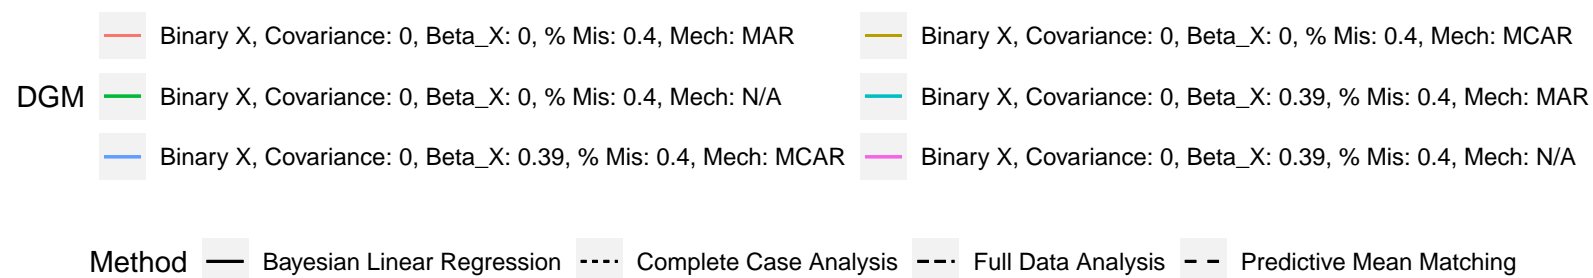 Binary X, Covariance: 0, Beta_X: 0, % Mis: 0.4, Mech: MAR
Binary X, Covariance: 0, Beta_X: 0, % Mis: 0.4, Mech: MCAR
DGM
Binary X, Covariance: 0, Beta_X: 0, % Mis: 0.4, Mech: N/A
Binary X, Covariance: 0, Beta_X: 0.39, % Mis: 0.4, Mech: MAR
Binary X, Covariance: 0, Beta_X: 0.39, % Mis: 0.4, Mech: MCAR
Binary X, Covariance: 0, Beta_X: 0.39, % Mis: 0.4, Mech: N/A
Method Bayesian Linear Regression Complete Case Analysis Full Data Analysis Predictive Mean Matching